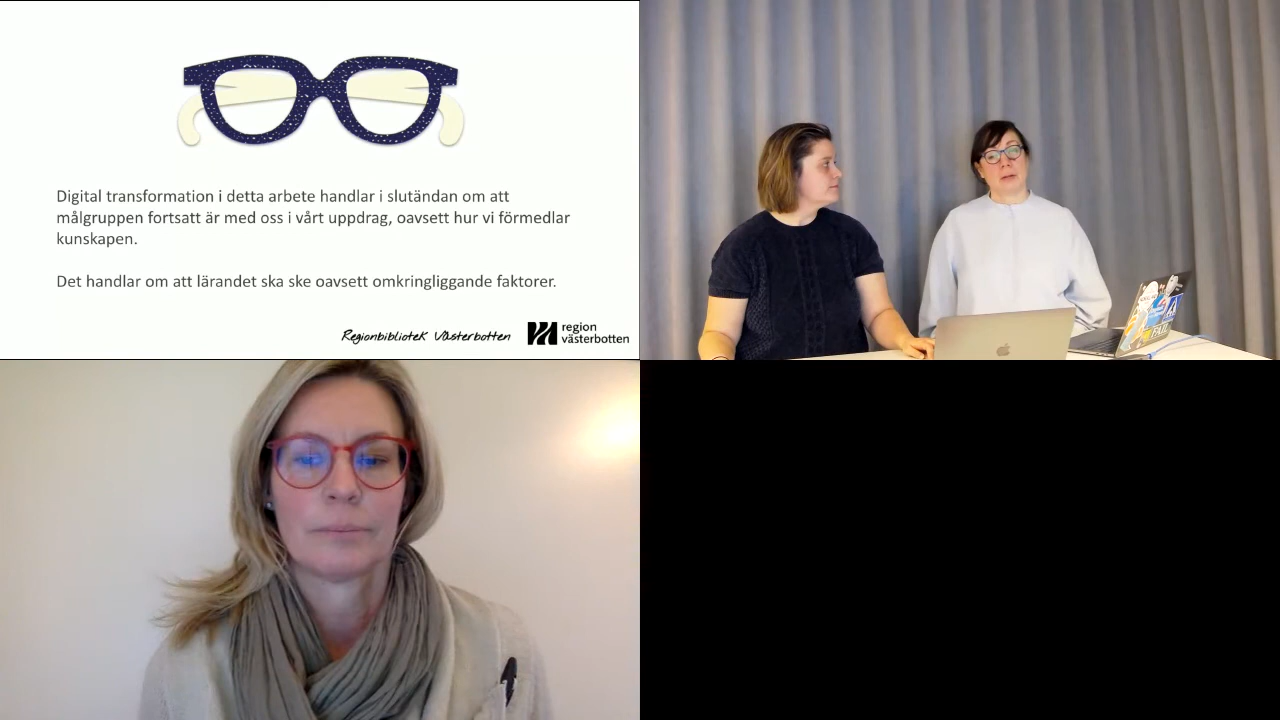 Digital transformation i detta arbete handlar i slutändan om att
målgruppen fortsatt är med oss i vårt uppdrag, oavsett hur vi förmedlar
kunskapen.
Det handlar om att lärandet ska ske oavsett omkringliggande faktorer.
Regionbibliotek Västerbotten
region
västerbotten
FAIL